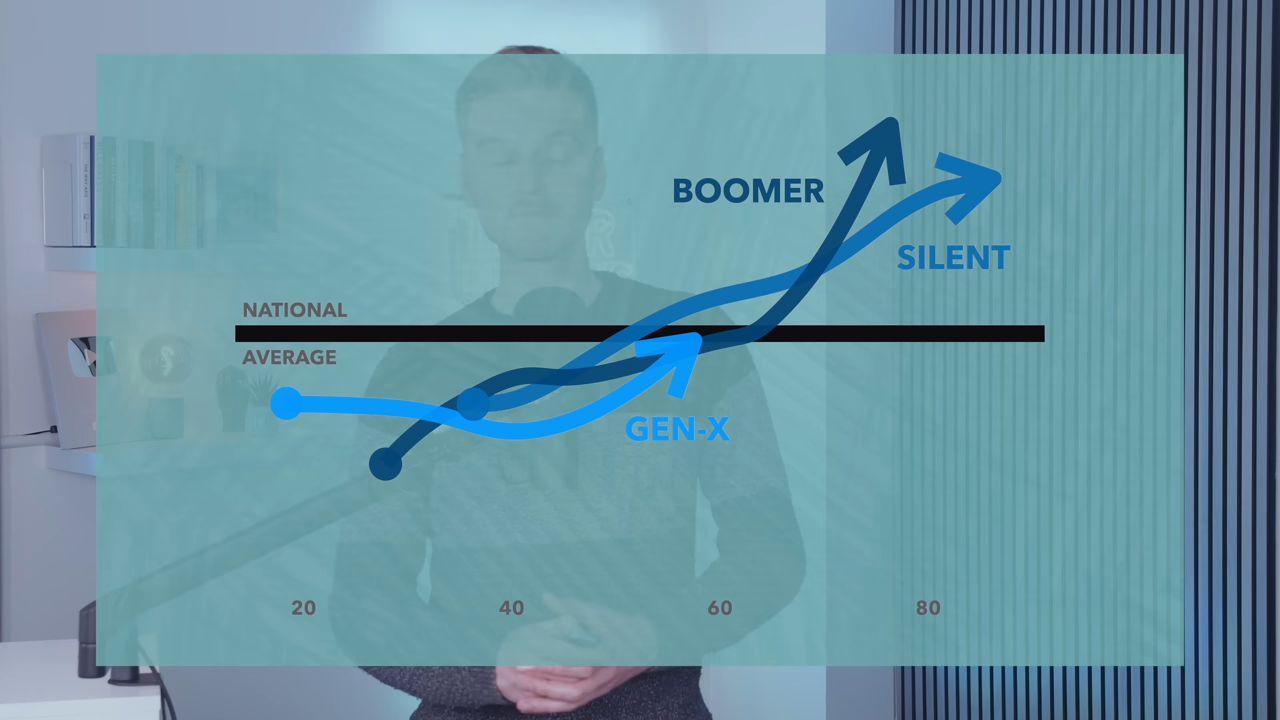 BOOMER
SILENT
NATIONAL
AVERAGE
GEN-X
20 40 60 80